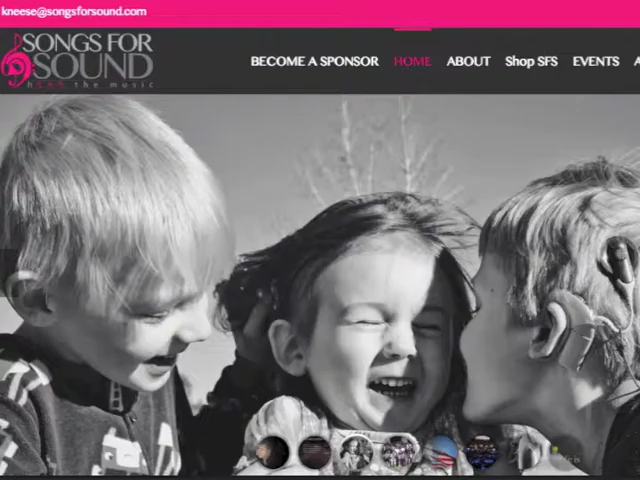 kneese@songsforsound.com
SONGS FOR
SOUND
hear the music
BECOME A SPONSOR HOME ABOUT Shop SFS EVENTS